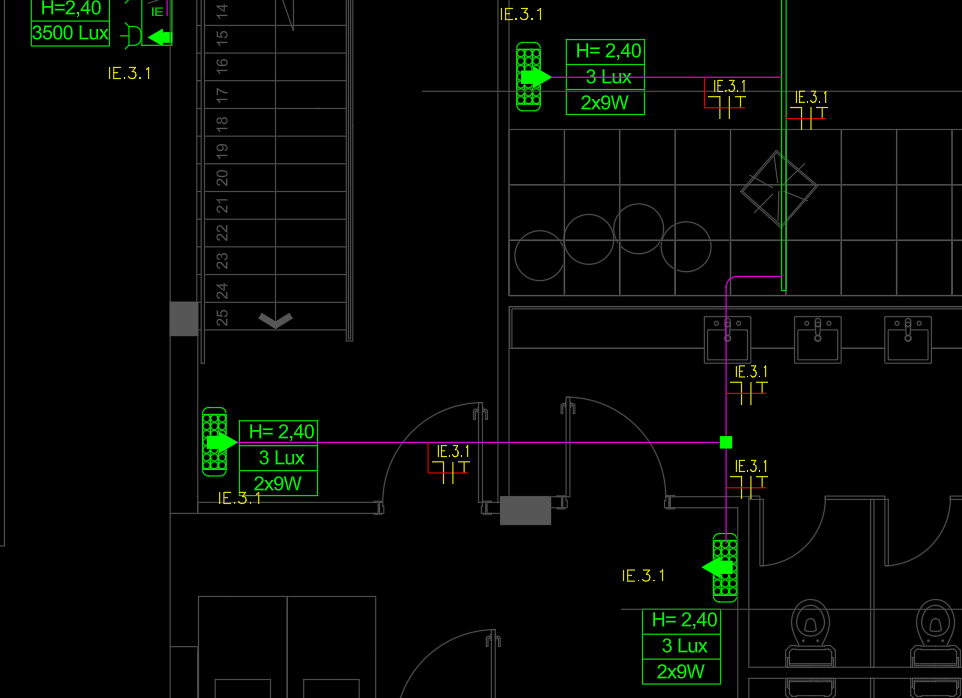 H=2,40
3500 Lux
IE
IE.3.1
14
15
16
17
18
19
20
21
22
23
24
25
IE.3.1
H= 2,40
3 Lux
2x9W
IE.3.1
IE.3.1
IE.3.1
H= 2,40
3 Lux
2x9W
IE.3.1
IE.3.1
IE.3.1
IE.3.1
H= 2,40
3 Lux
2x9W